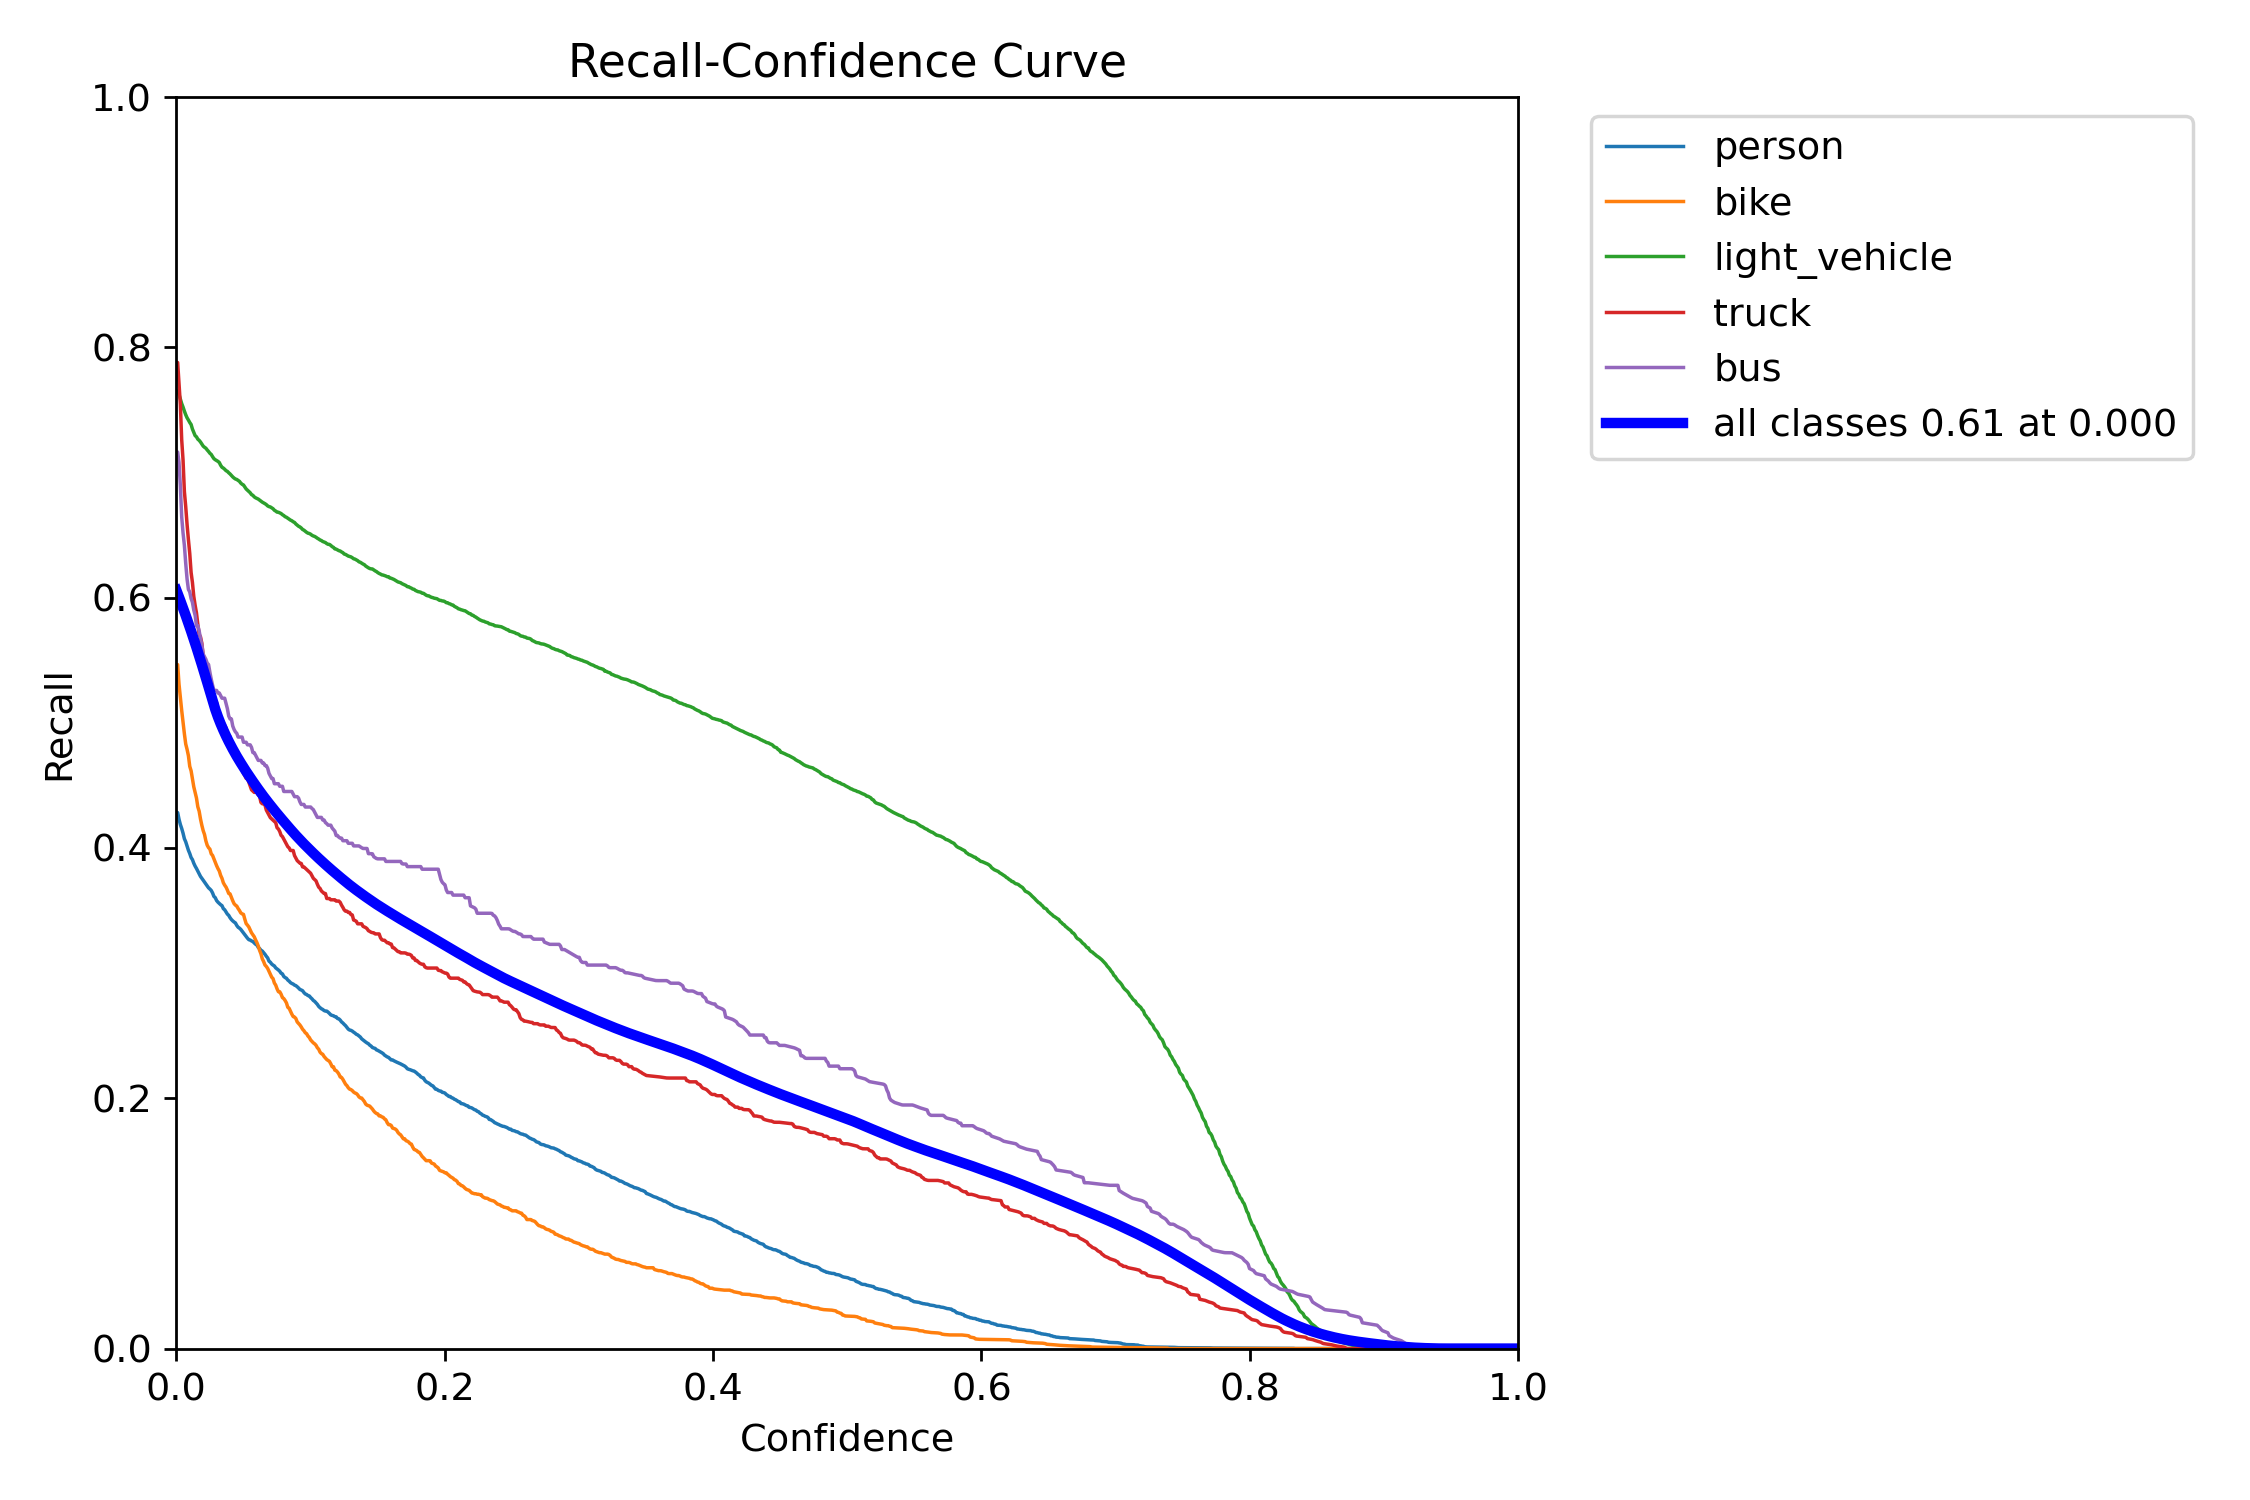 Recall-Confidence Curve
1.0
0.8
0.6
0.4
0.2
0.0
Recall
0.0 0.2 0.4 0.6 0.8 1.0
Confidence
person
bike
light_vehicle
truck
bus
all classes 0.61 at 0.000